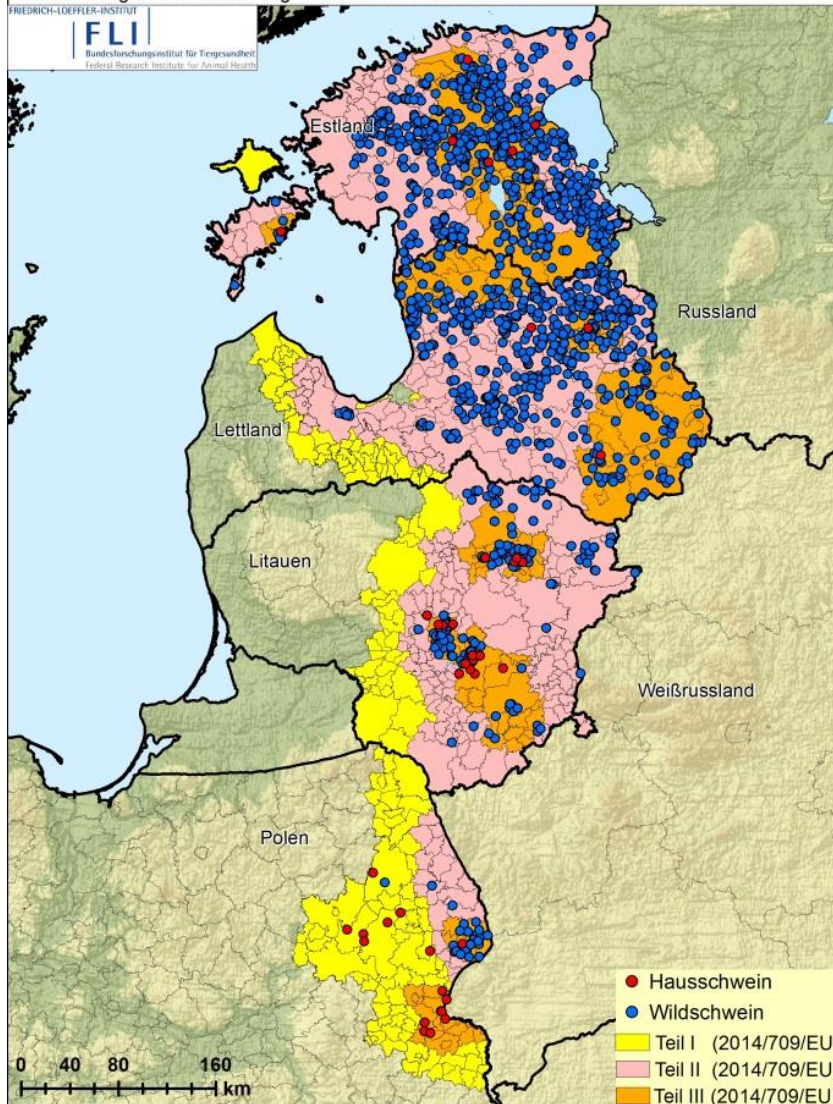 FRIEDRICH-LOEFFLER-INSTITUT
FLI
Bundesforschungsinstitut für Tiergesundheit
Federal Research Institute for Animal Health
Estland
Russland
Lettland
Litauen
Weißrussland
Polen
Hausschwein
Wildschwein
Teil I (2014/709/EU
Teil II (2014/709/EU
Teil III (2014/709/EU
0 40 80 160
km